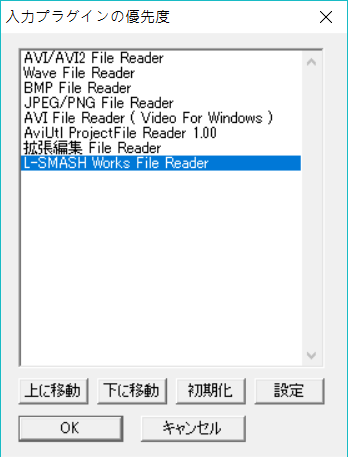 入力プラグインの優先度
AVI/AVI2 File Reader
Wave File Reader
BMP File Reader
JPEG/PNG File Reader
AVI File Reader ( Video For Windows )
AviUtl ProjectFile Reader 1.00
拡張編集 File Reader
L-SMASH Works File Reader
上に移動 下に移動 初期化 設定
OK キャンセル